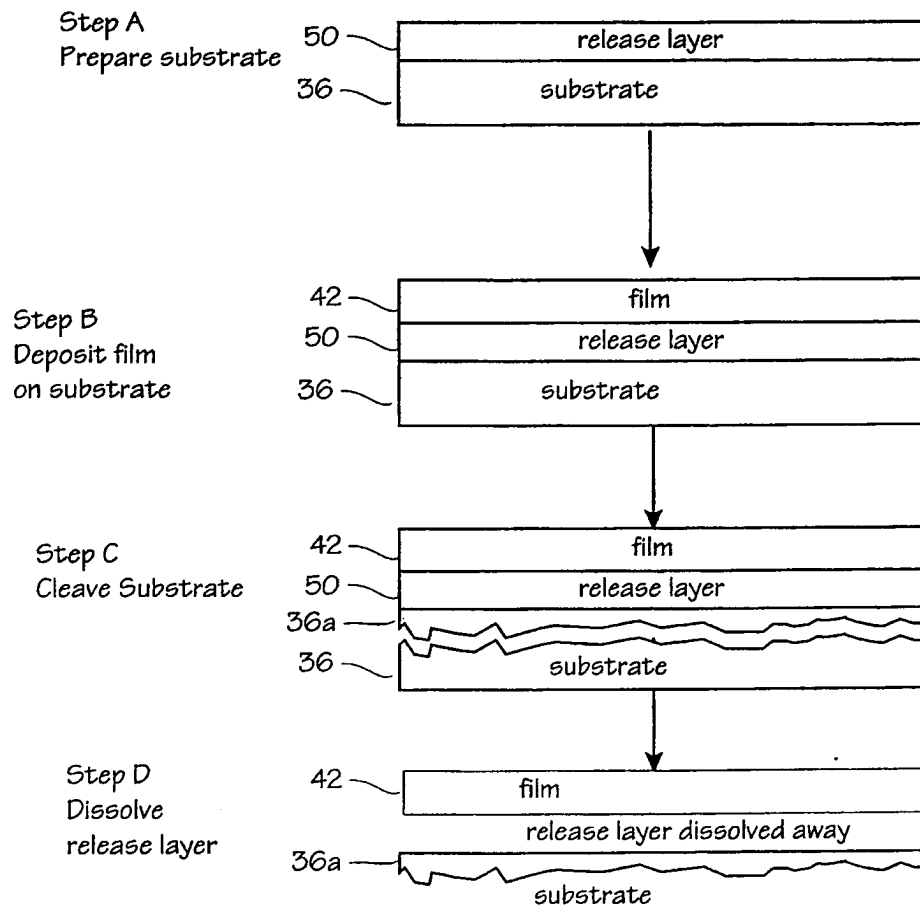 Step A
Prepare substrate
50
release layer
36
substrate
Step B
Deposit film
on substrate
42
film
50
release layer
36
substrate
Step C
Cleave Substrate
42
film
50
release layer
36a
36
substrate
Step D
Dissolve
release layer
42
film
release layer dissolved away
36a
substrate